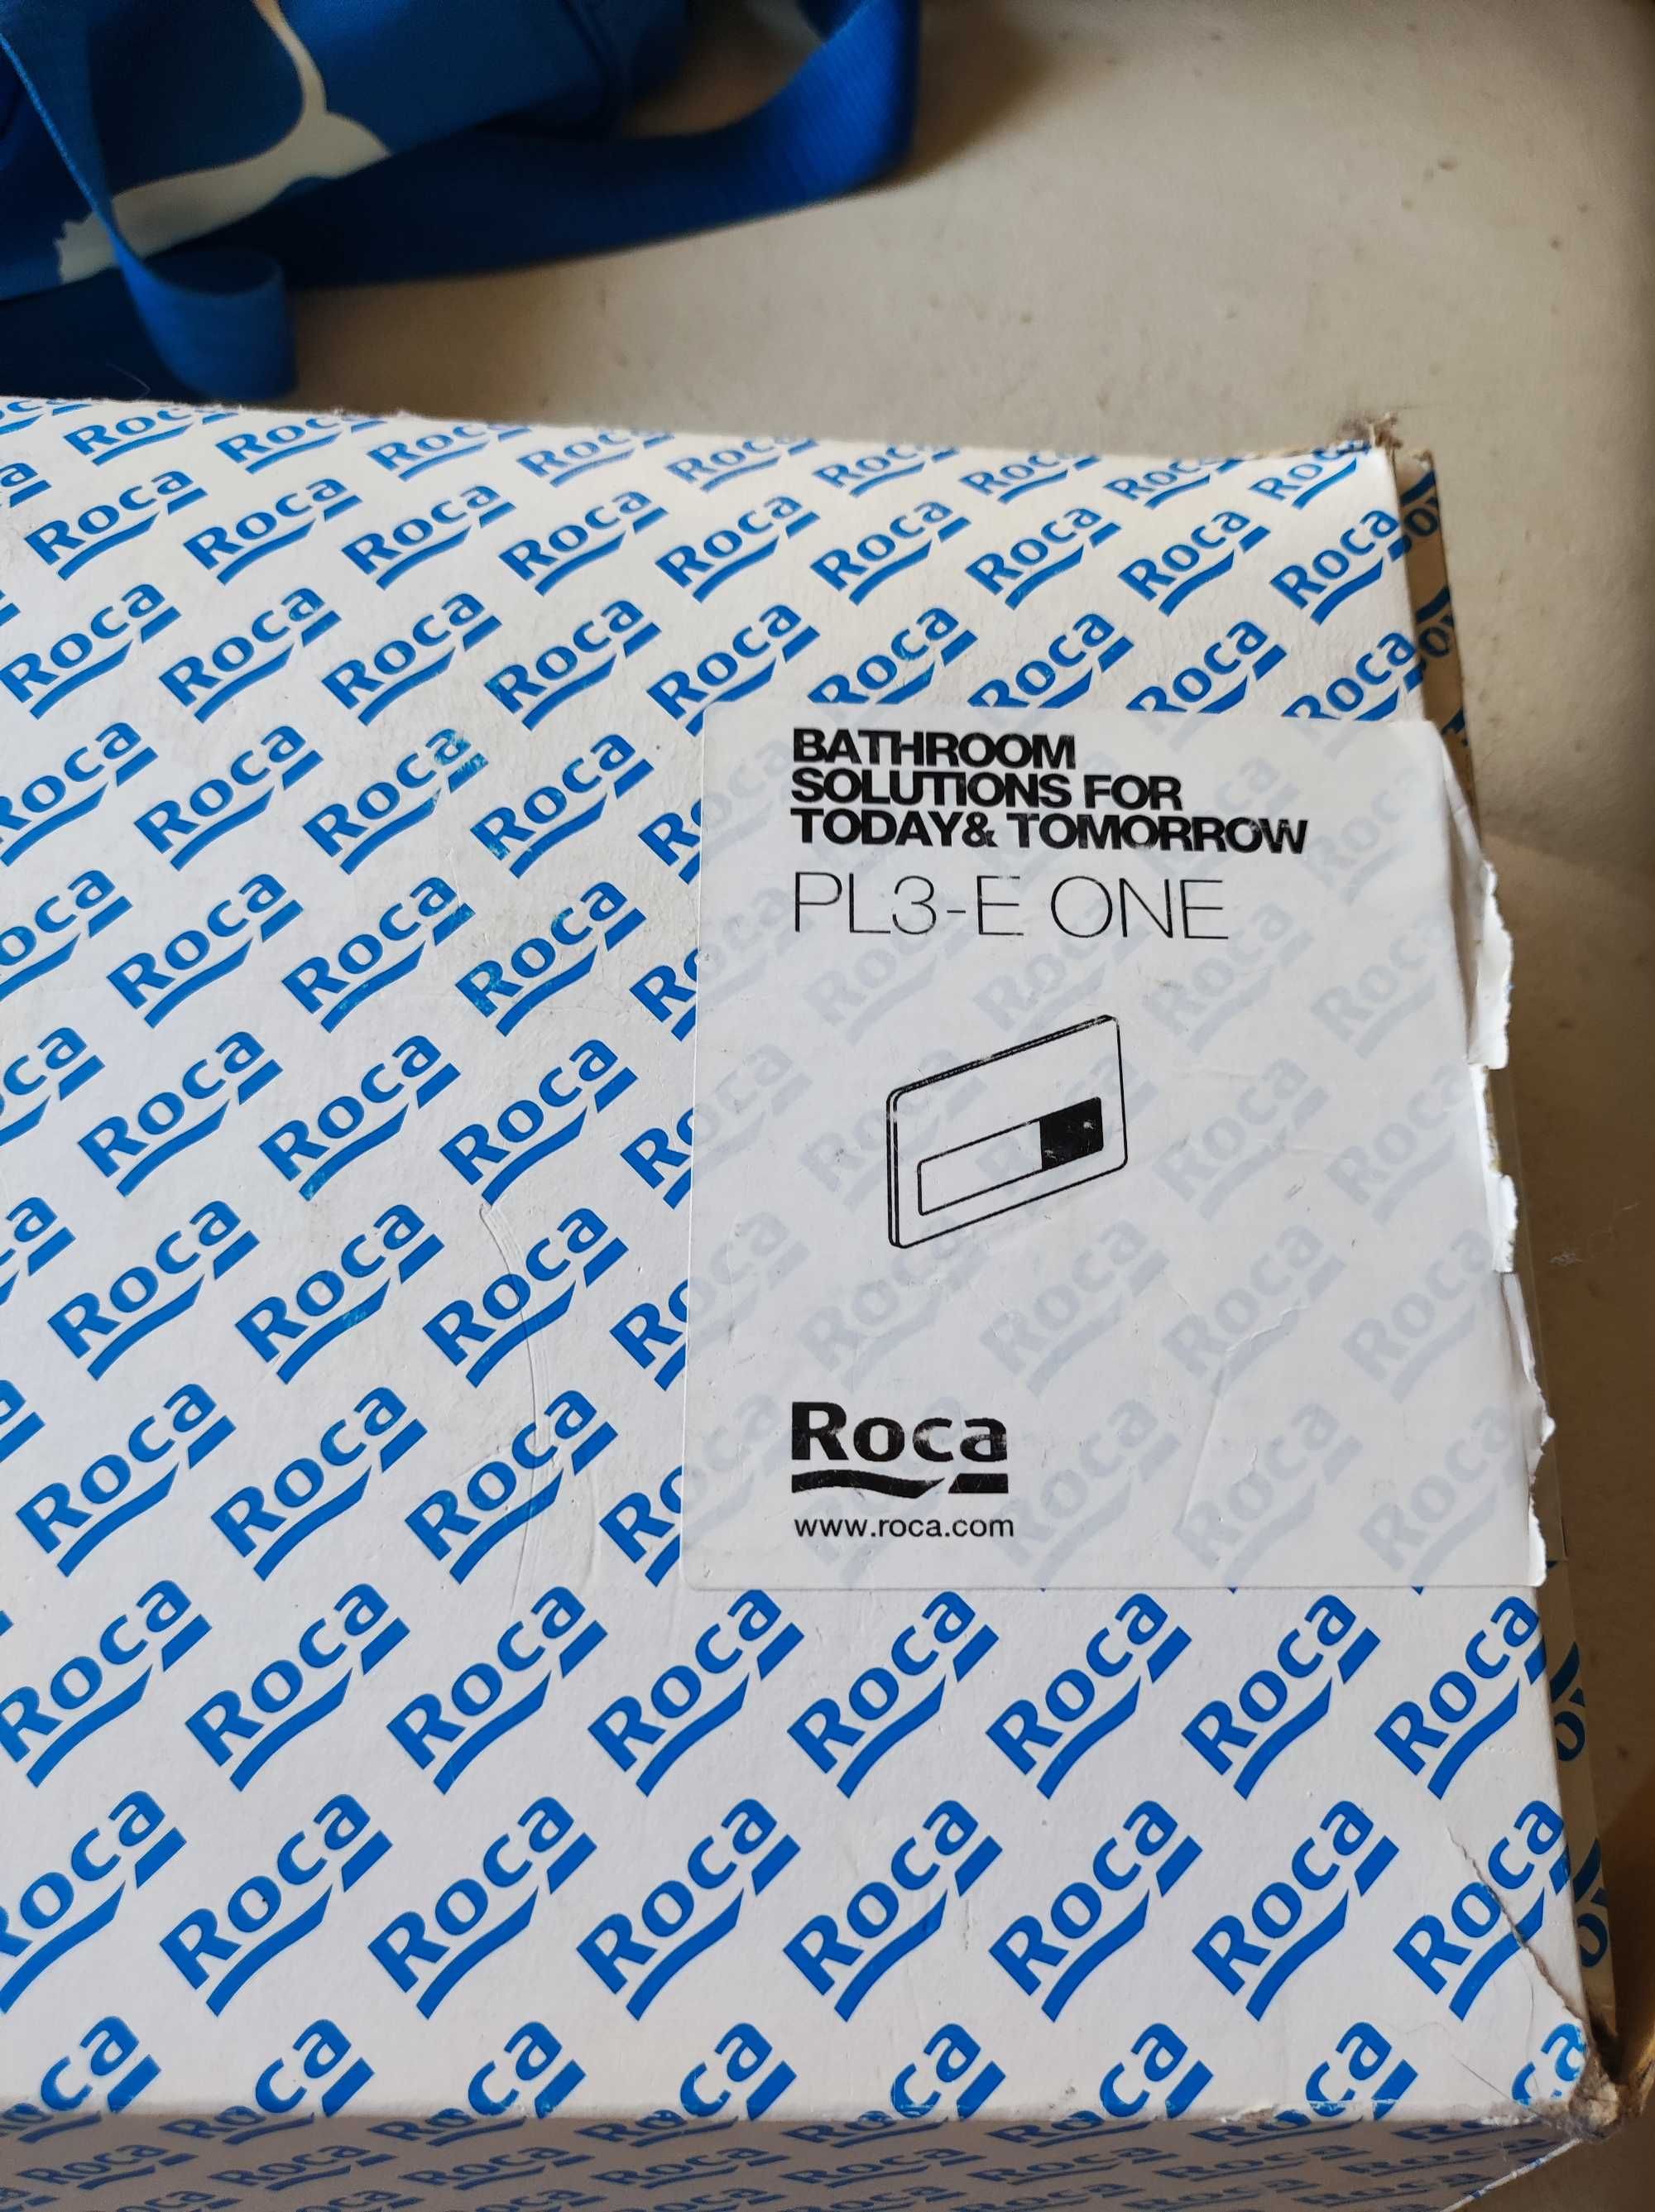 BATHROOM
SOLUTIONS FOR
TODAY& TOMORROW
PL3-E ONE
Roca
www.roca.com